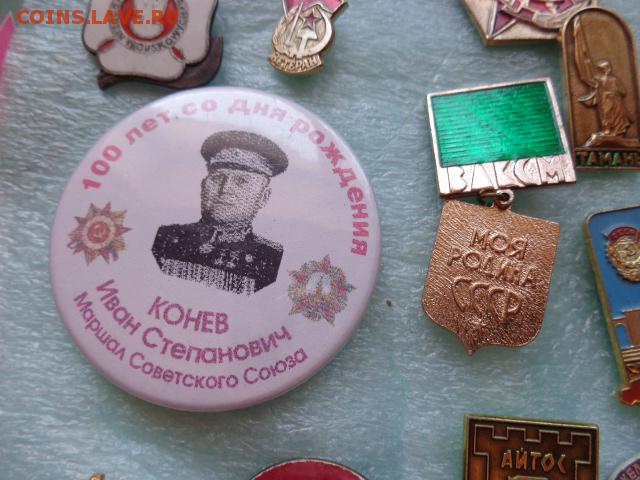 COINS.LAVE.RU
100 лет со дня рождения
КОНЕВ
Иван Степанович
Маршал Советского Союза
ВЛКСМ
МОЯ
РОДИНА
СССР
ТАМАНЬ
АЙТОС